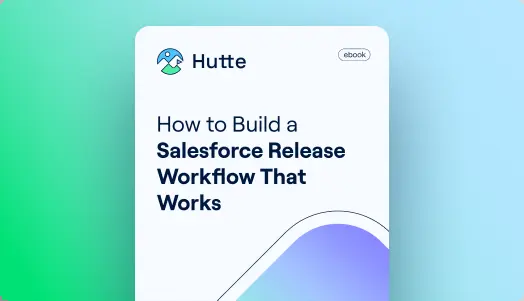 Hutte
ebook
How to Build a
Salesforce Release
Workflow That
Works